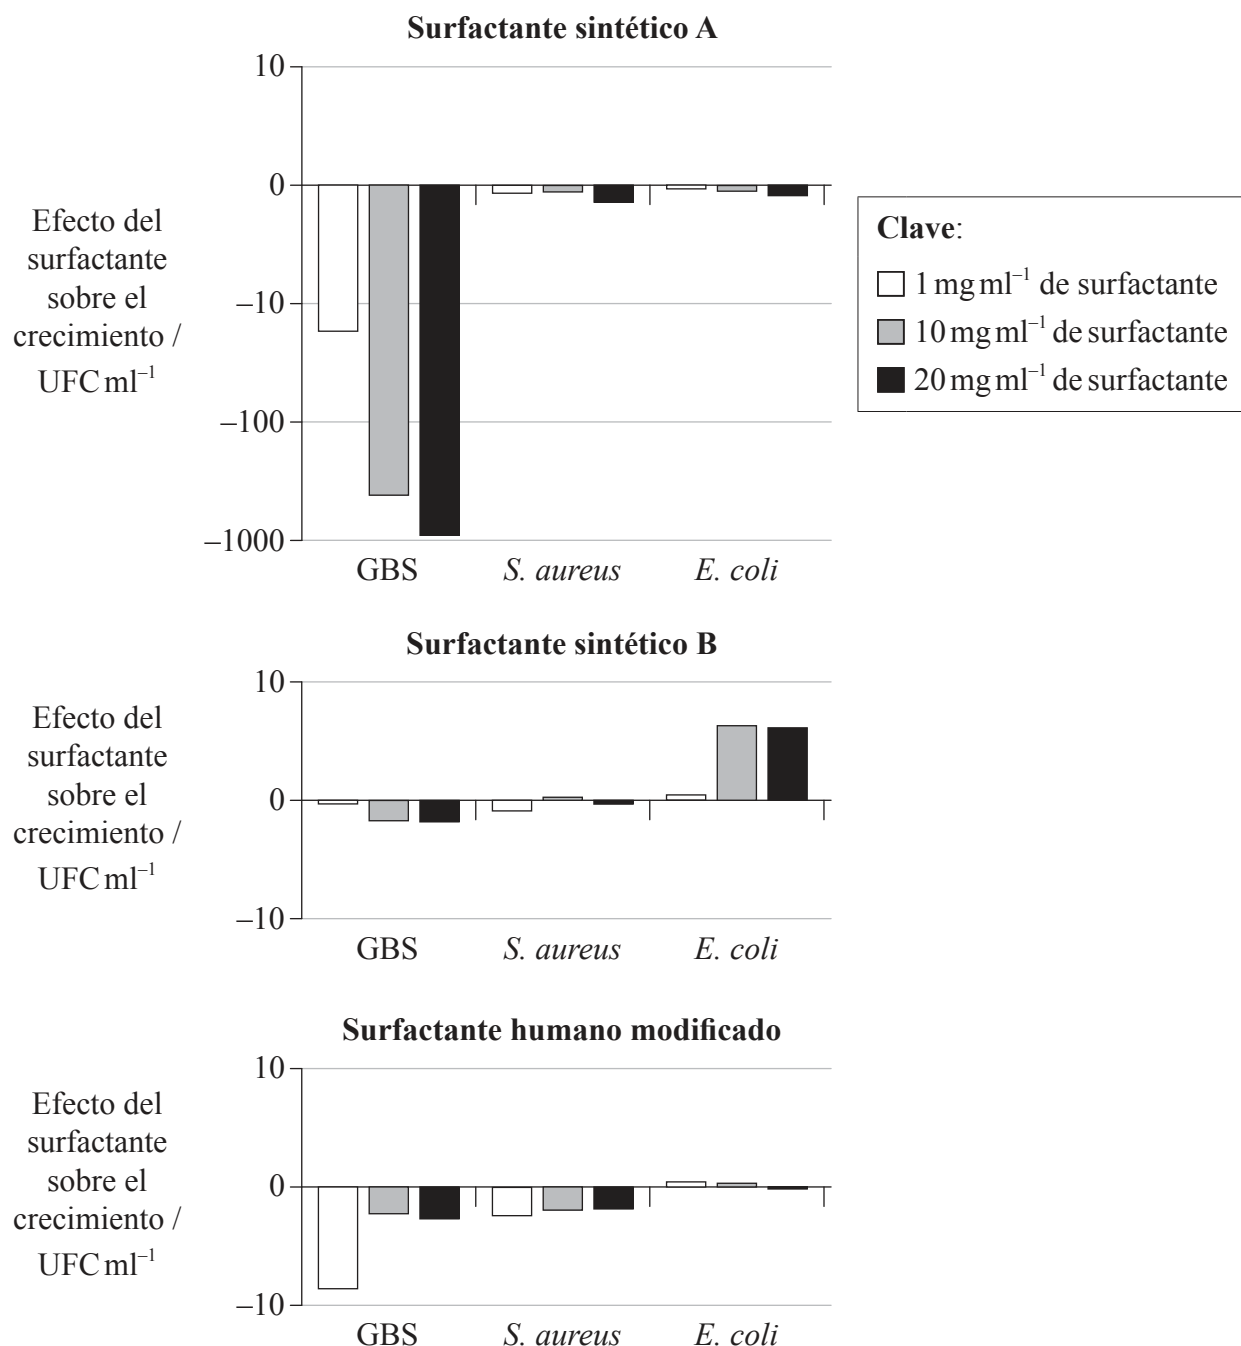 Surfactante sintético A
10
0
–10
–100
–1000
Efecto del
surfactante
sobre el
crecimiento /
UFC ml⁻¹
GBS
S. aureus
E. coli
Clave:
1 mg ml⁻¹ de surfactante
10 mg ml⁻¹ de surfactante
20 mg ml⁻¹ de surfactante
Surfactante sintético B
10
0
–10
Efecto del
surfactante
sobre el
crecimiento /
UFC ml⁻¹
GBS
S. aureus
E. coli
Surfactante humano modificado
10
0
–10
Efecto del
surfactante
sobre el
crecimiento /
UFC ml⁻¹
GBS
S. aureus
E. coli